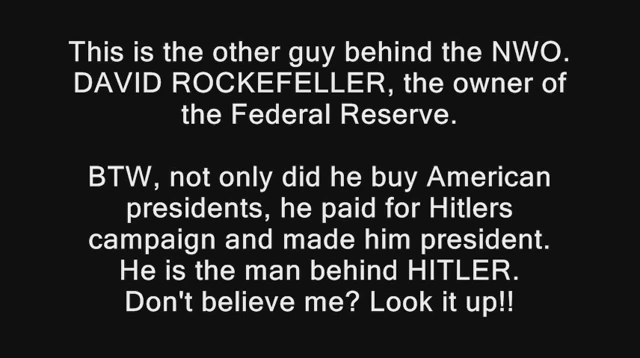 This is the other guy behind the NWO.
DAVID ROCKEFELLER, the owner of
the Federal Reserve.
BTW, not only did he buy American
presidents, he paid for Hitlers
campaign and made him president.
He is the man behind HITLER.
Don't believe me? Look it up!!